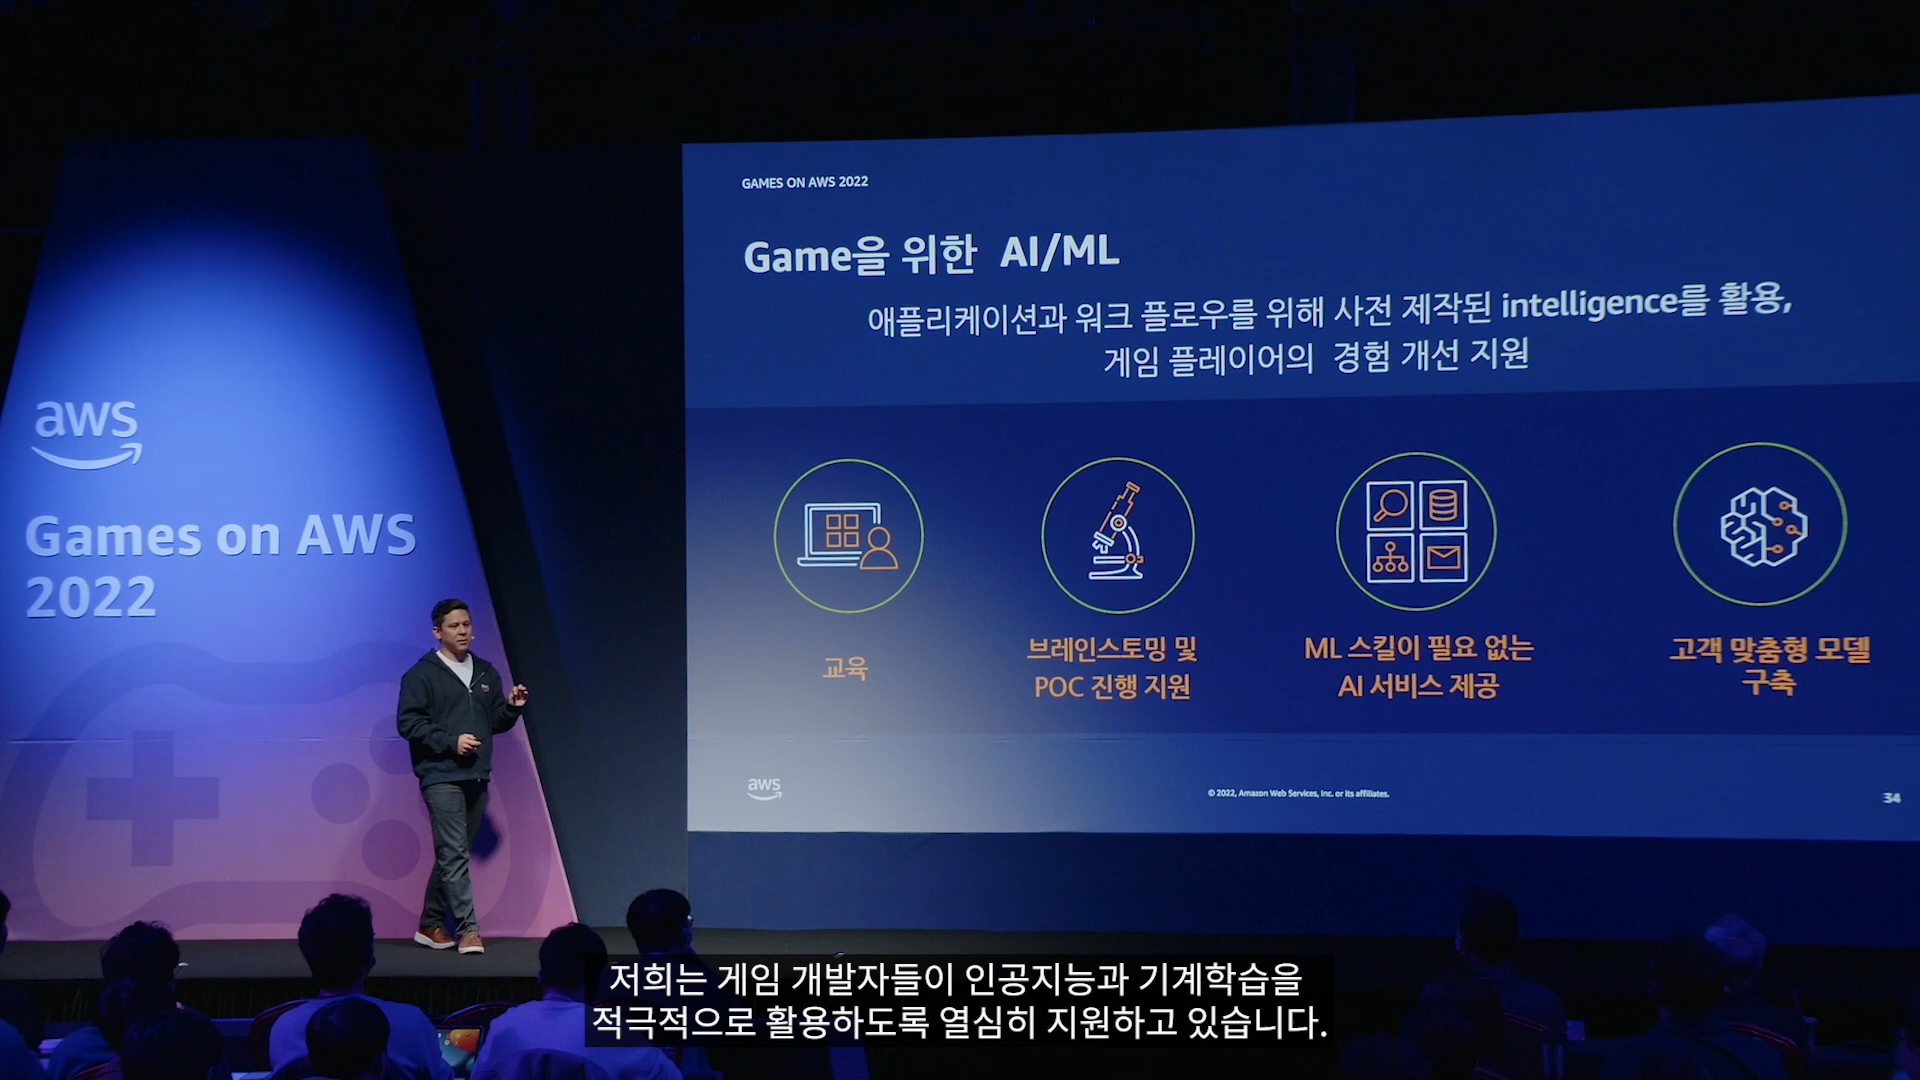 aws
Games on AWS
2022
GAMES ON AWS 2022
Game을 위한 AI/ML
애플리케이션과 워크 플로우를 위해 사전 제작된 intelligence를 활용,
게임 플레이어의 경험 개선 지원
교육
브레인스토밍 및
POC 진행 지원
ML 스킬이 필요 없는
AI 서비스 제공
고객 맞춤형 모델
구축
aws
© 2022, Amazon Web Services, Inc. or its affiliates.
34
저희는 게임 개발자들이 인공지능과 기계학습을
적극적으로 활용하도록 열심히 지원하고 있습니다.